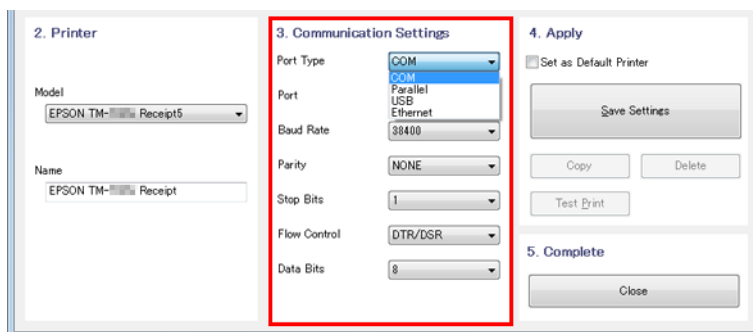 2. Printer
Model
EPSON TM- Receipt5
Name
EPSON TM- Receipt
3. Communication Settings
Port Type
COM
COM
Parallel
USB
Ethernet
Port
Baud Rate
38400
Parity
NONE
Stop Bits
1
Flow Control
DTR/DSR
Data Bits
8
4. Apply
Set as Default Printer
Save Settings
Copy
Delete
Test Print
5. Complete
Close